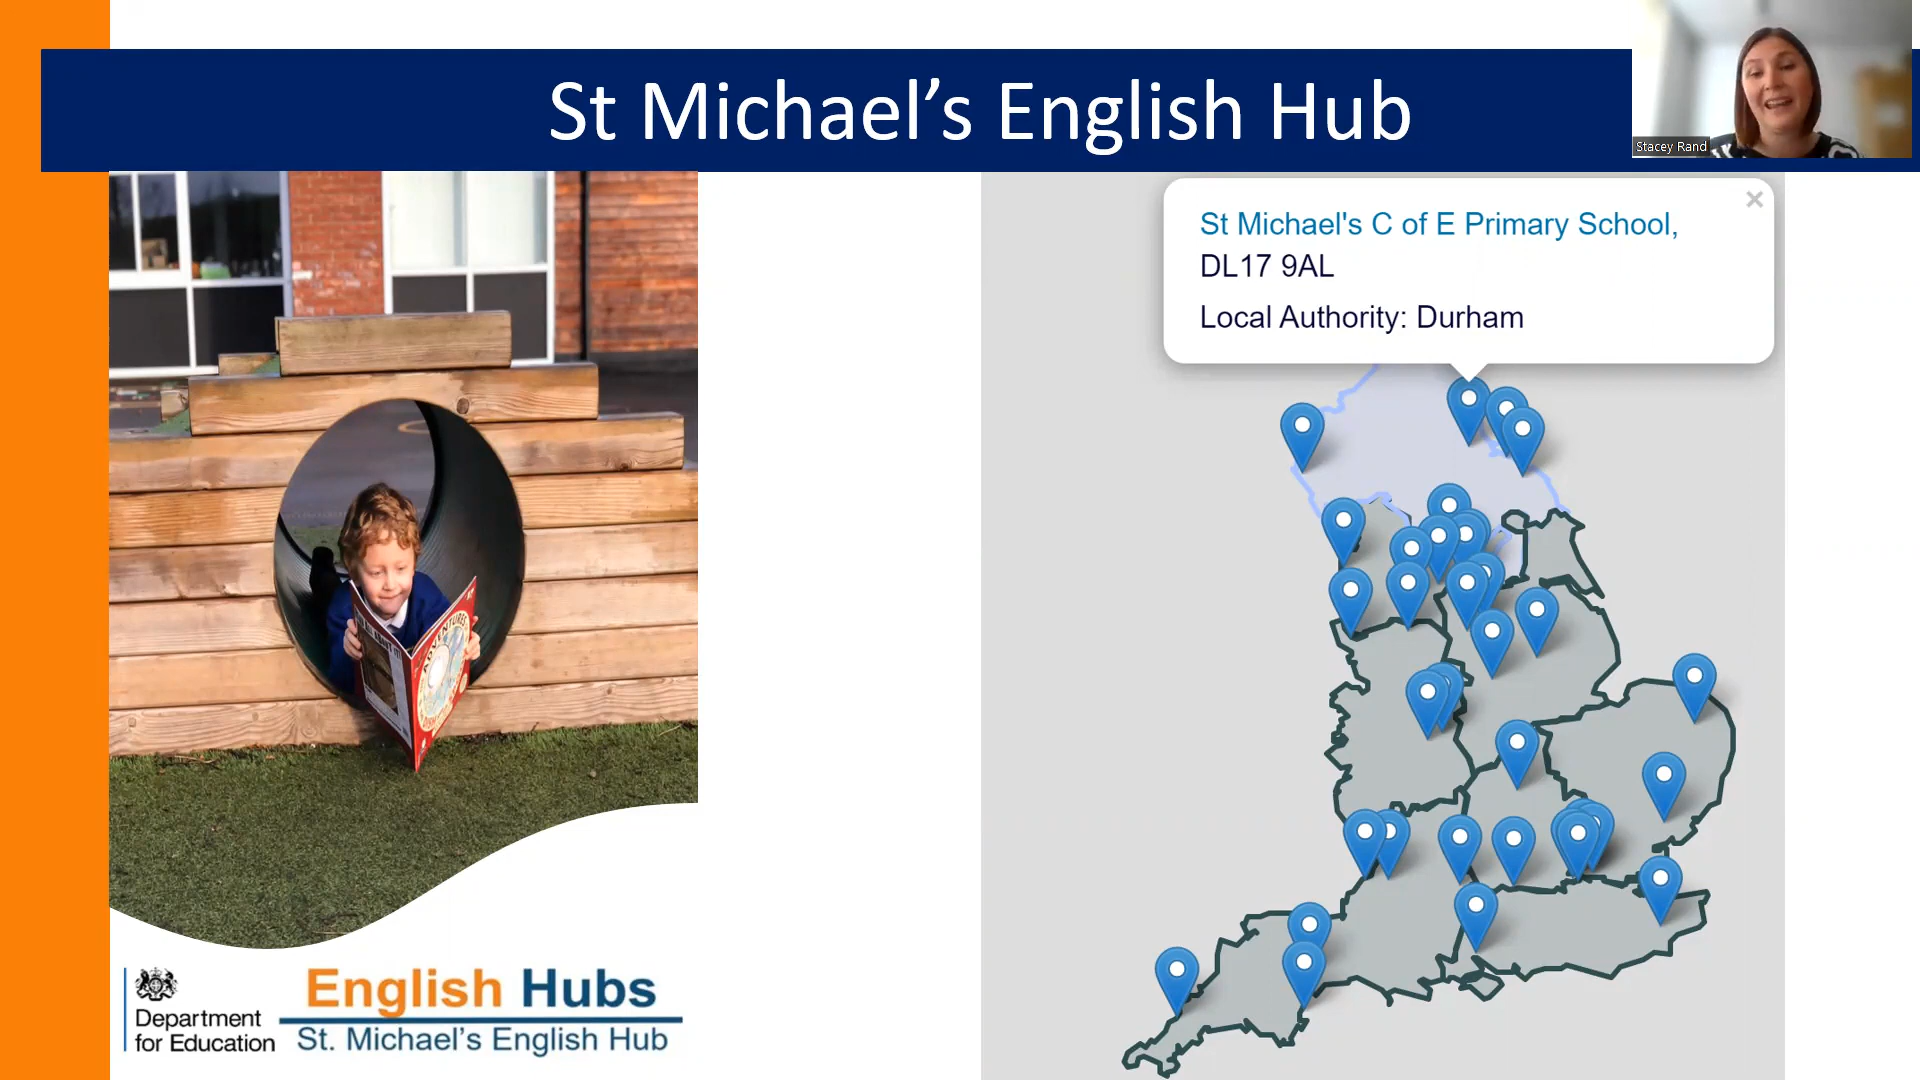 St Michael’s English Hub
Stacey Rand
St Michael's C of E Primary School,
DL17 9AL
Local Authority: Durham
ADVENTURES
Department
for Education
English Hubs
St. Michael’s English Hub